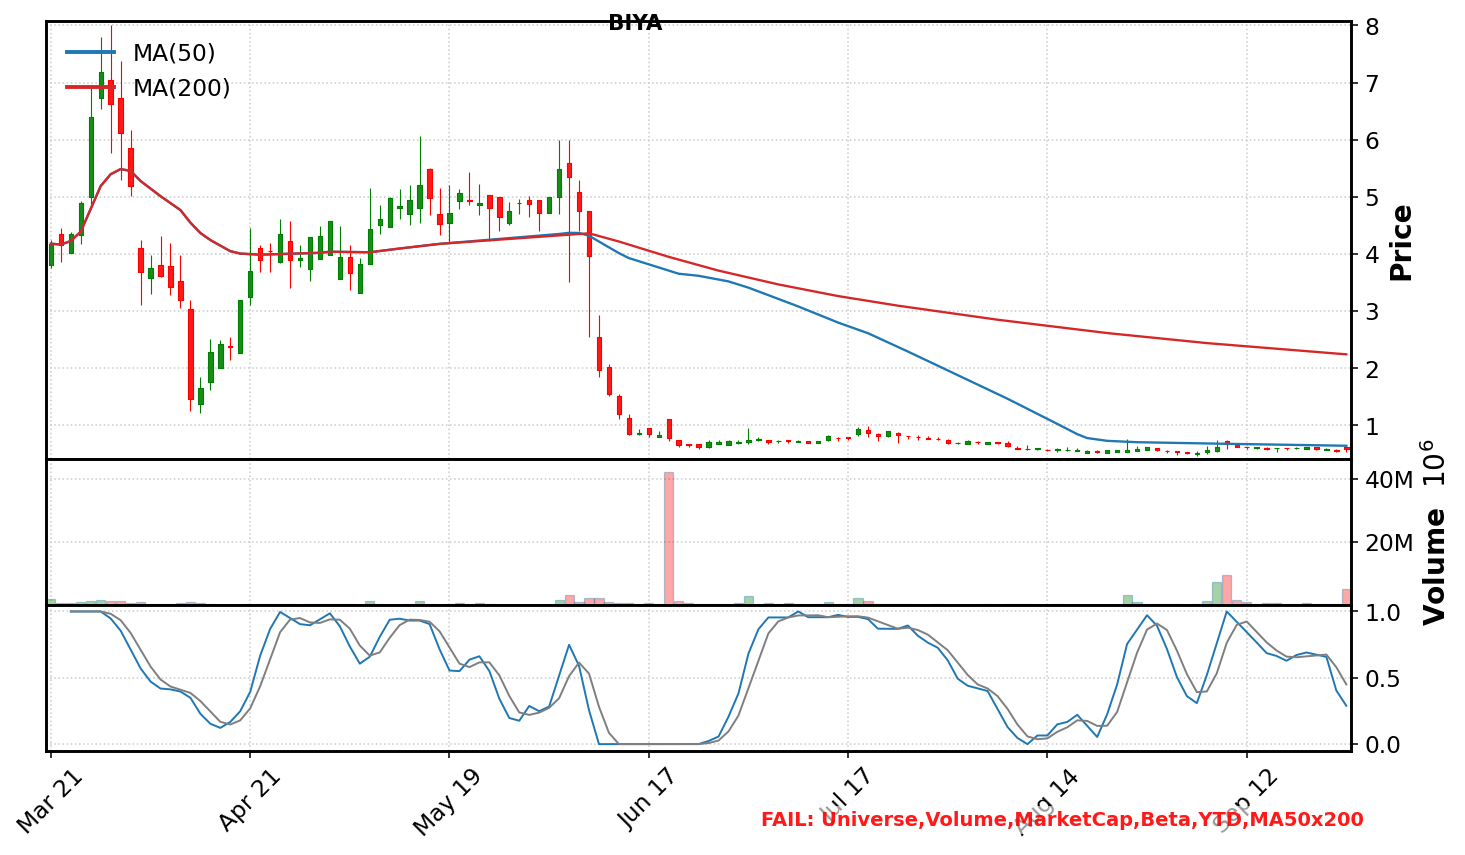 BIYA
MA(50)
MA(200)
8
7
6
5
4
3
2
1
Price
40M
20M
Volume 10^6
1.0
0.5
0.0
Mar 21
Apr 21
May 19
Jun 17
Jul 17
Aug 14
Sep 12
FAIL: Universe,Volume,MarketCap,Beta,YTD,MA50x200